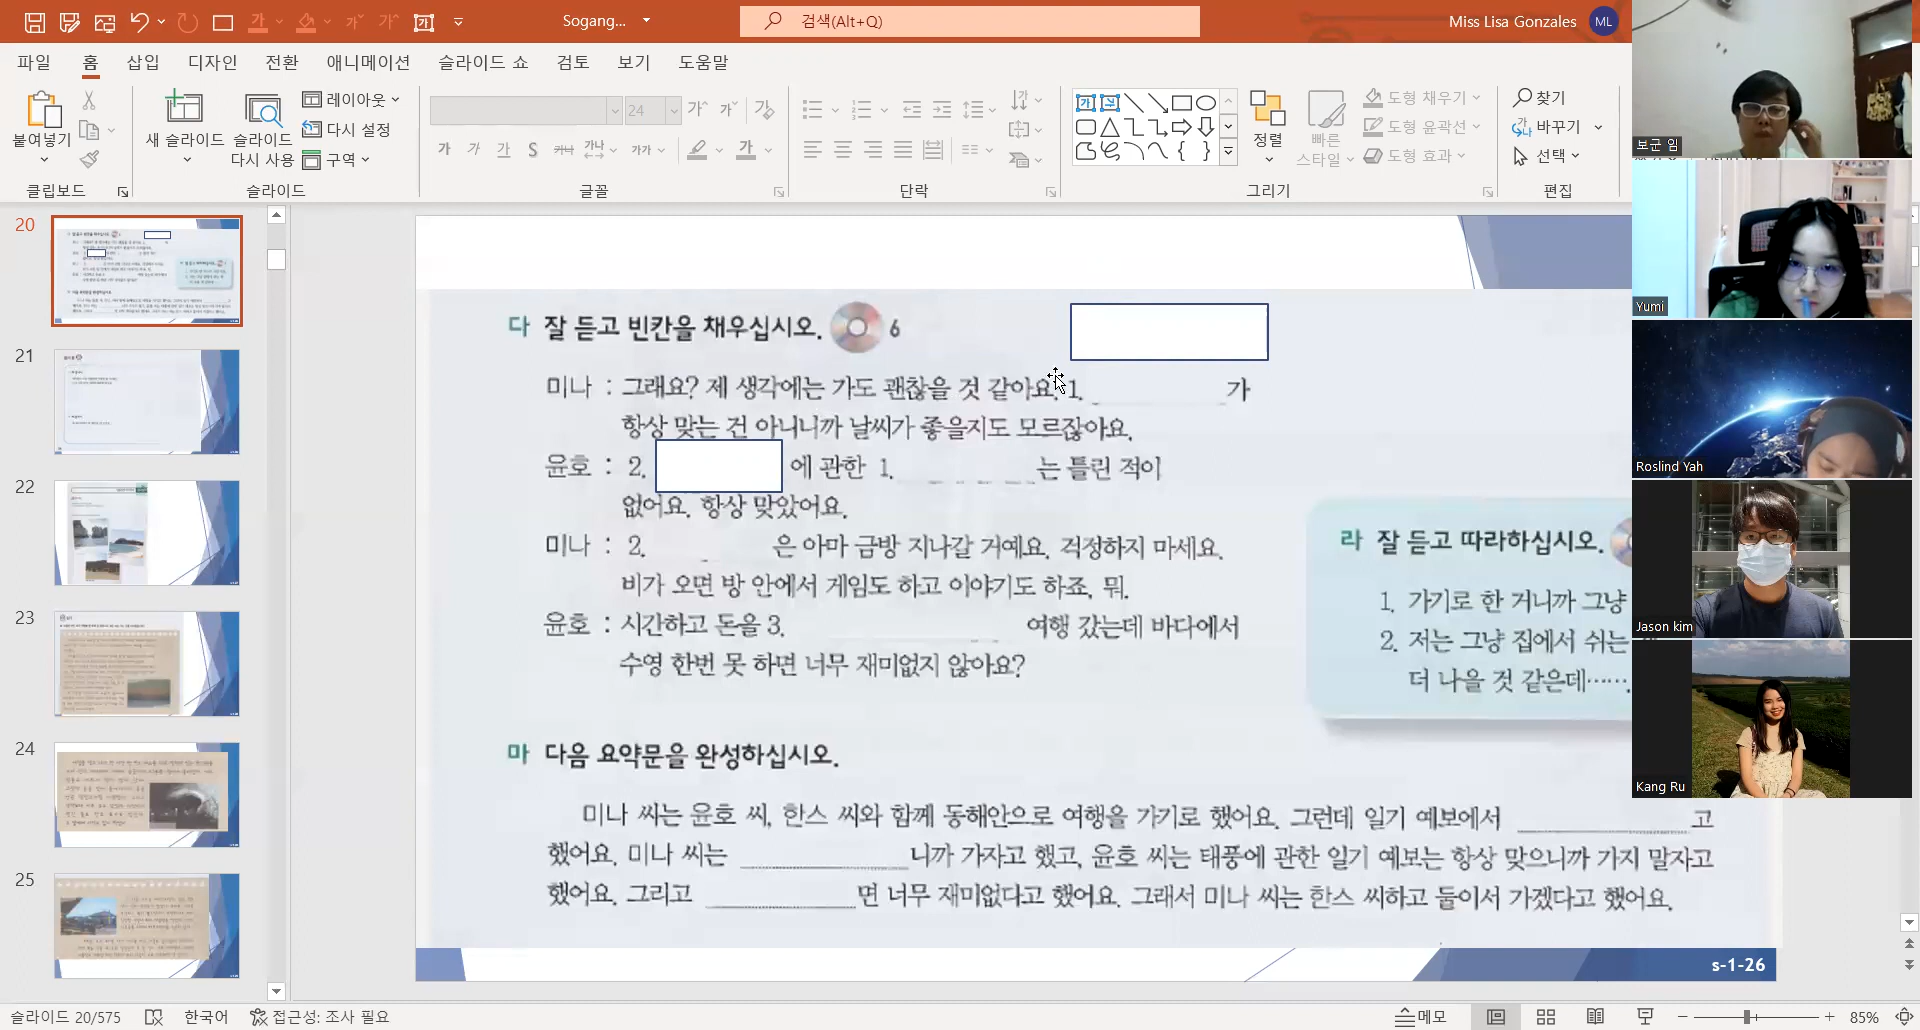 Sogang...
검색(Alt+Q)
Miss Lisa Gonzales
ML
파일 홈 삽입 디자인 전환 애니메이션 슬라이드 쇼 검토 보기 도움말
붙여넣기
클립보드
새 슬라이드
슬라이드 다시 사용
레이아웃
다시 설정
구역
슬라이드
24
글꼴
단락
정렬
빠른 스타일
도형 채우기
도형 윤곽선
도형 효과
그리기
찾기
바꾸기
선택
편집
20
21
22
23
24
25
다 잘 듣고 빈칸을 채우십시오. 6
미나 : 그래요? 제 생각에는 가도 괜찮을 것 같아요. 1. 가
항상 맞는 건 아니니까 날씨가 좋을지도 모르잖아요.
윤호 : 2. 에 관한 1. 는 틀린 적이
없어요. 항상 맞았어요.
미나 : 2. 은 아마 금방 지나갈 거예요. 걱정하지 마세요.
비가 오면 방 안에서 게임도 하고 이야기도 하죠, 뭐.
윤호 : 시간하고 돈을 3. 여행 갔는데 바다에서
수영 한번 못 하면 너무 재미없지 않아요?
라 잘 듣고 따라하십시오.
1. 가기로 한 거니까 그냥
2. 저는 그냥 집에서 쉬는
더 나을 것 같은데…….
마 다음 요약문을 완성하십시오.
미나 씨는 윤호 씨, 한스 씨와 함께 동해안으로 여행을 가기로 했어요. 그런데 일기 예보에서 고
했어요. 미나 씨는 니까 가자고 했고, 윤호 씨는 태풍에 관한 일기 예보는 항상 맞으니까 가지 말자고
했어요. 그리고 면 너무 재미없다고 했어요. 그래서 미나 씨는 한스 씨하고 둘이서 가겠다고 했어요.
s-1-26
보군 임
Yumi
Roslind Yah
Jason kim
Kang Ru
슬라이드 20/575
한국어
접근성: 조사 필요
메모
85%